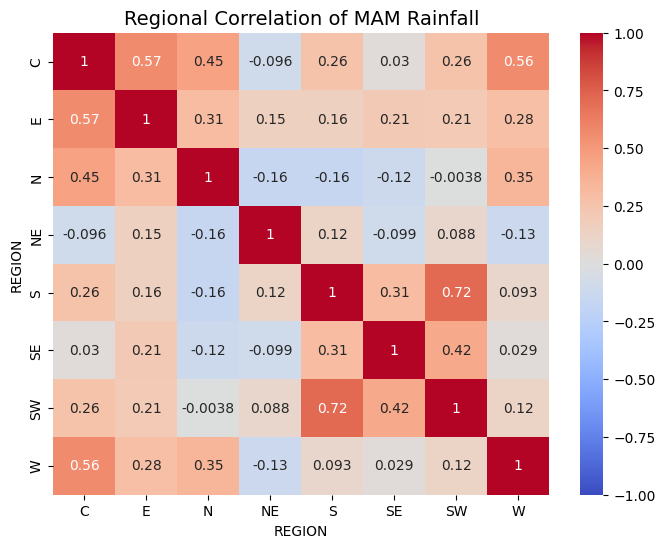 Regional Correlation of MAM Rainfall
C 1 0.57 0.45 -0.096 0.26 0.03 0.26 0.56
E 0.57 1 0.31 0.15 0.16 0.21 0.21 0.28
N 0.45 0.31 1 -0.16 -0.16 -0.12 -0.0038 0.35
NE -0.096 0.15 -0.16 1 0.12 -0.099 0.088 -0.13
S 0.26 0.16 -0.16 0.12 1 0.31 0.72 0.093
SE 0.03 0.21 -0.12 -0.099 0.31 1 0.42 0.029
SW 0.26 0.21 -0.0038 0.088 0.72 0.42 1 0.12
W 0.56 0.28 0.35 -0.13 0.093 0.029 0.12 1
REGION
C E N NE S SE SW W
REGION
1.00
0.75
0.50
0.25
0.00
−0.25
−0.50
−0.75
−1.00